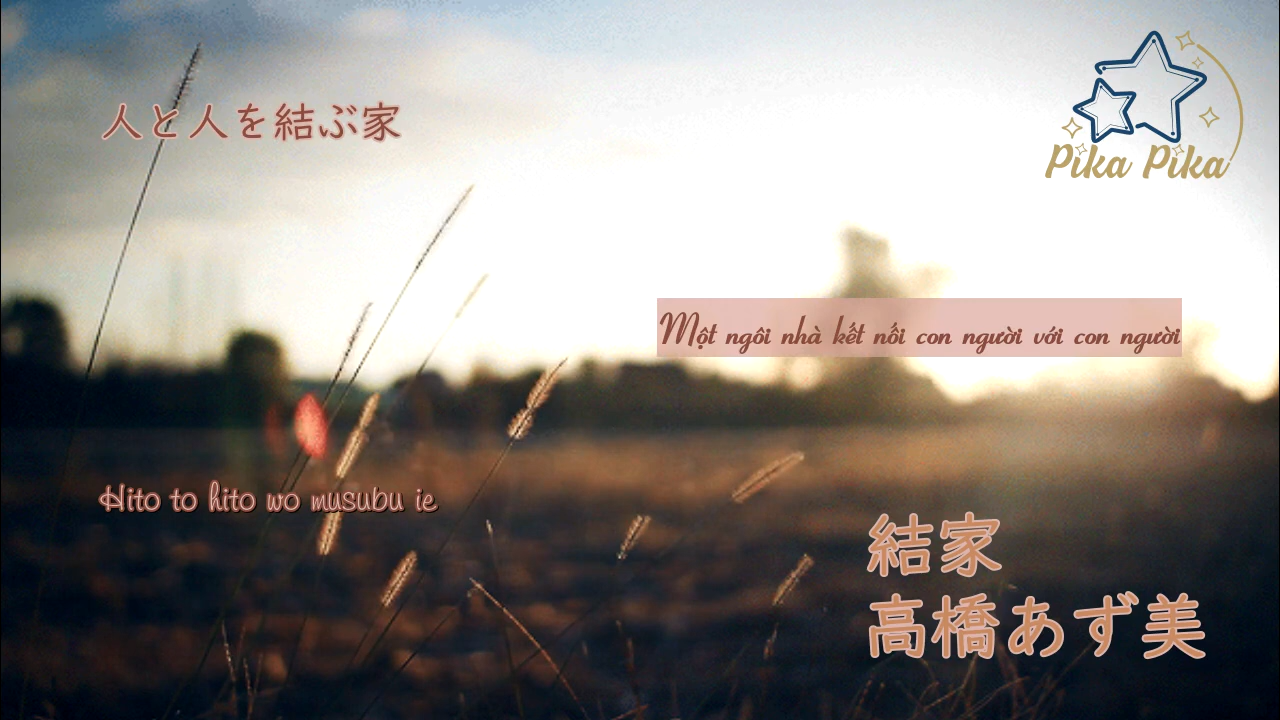 人と人を結ぶ家
Pika Pika
Một ngôi nhà kết nối con người với con người
Hito to hito wo musubu ie
結家
高橋あず美